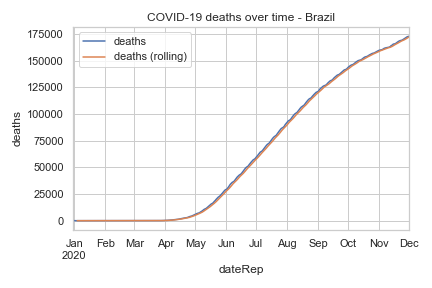 COVID-19 deaths over time - Brazil
deaths
deaths (rolling)
175000
150000
125000
100000
75000
50000
25000
0
deaths
Jan Feb Mar Apr May Jun Jul Aug Sep Oct Nov Dec
2020
dateRep